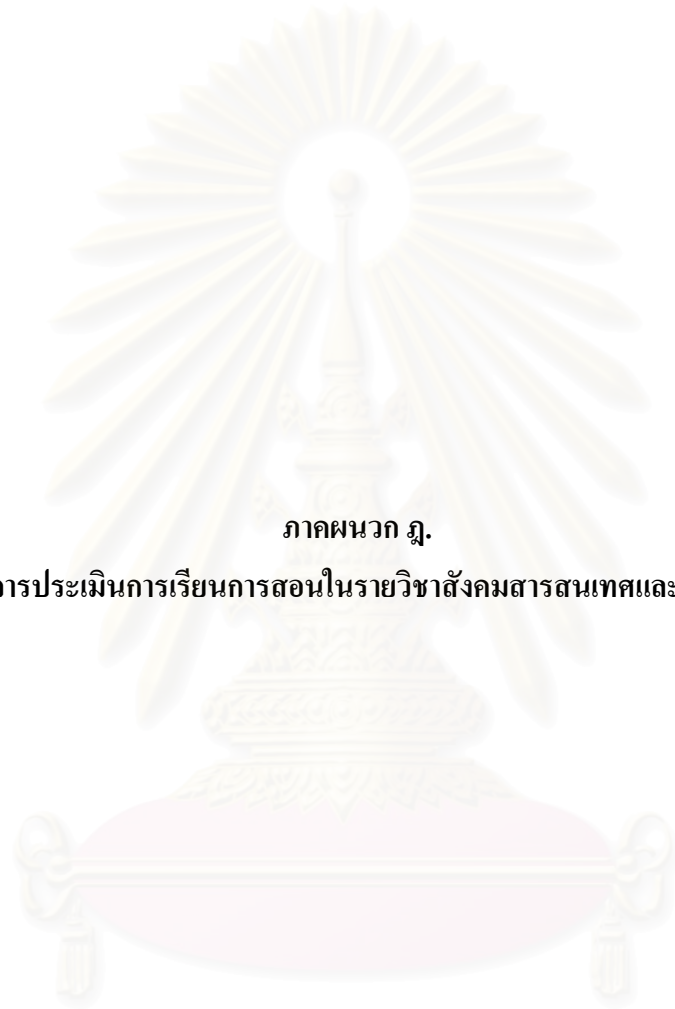 ภาคผนวก ฎ.
ารประเมินการเรียนการสอนในรายวิชาสังคมสารสนเทศและ